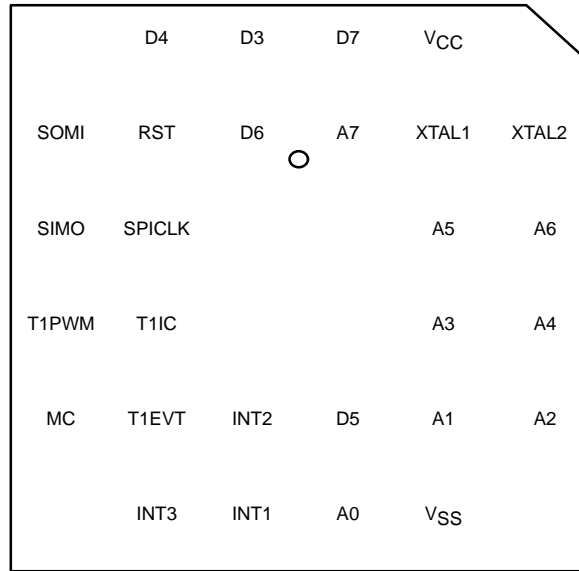 D4 D3 D7 VCC
SOMI RST D6 A7 XTAL1 XTAL2
SIMO SPICLK A5 A6
T1PWM T1IC A3 A4
MC T1EVT INT2 D5 A1 A2
INT3 INT1 A0 VSS